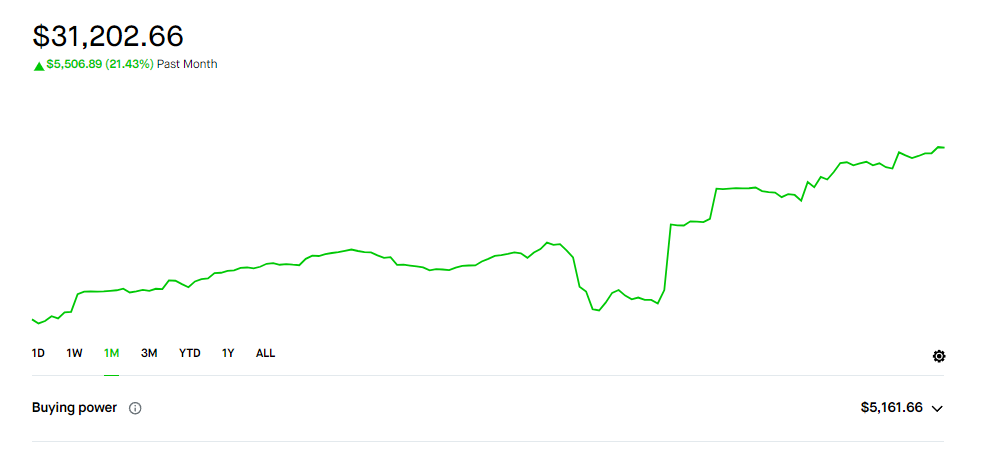 $31,202.66
▲$5,506.89 (21.43%) Past Month
1D 1W 1M 3M YTD 1Y ALL
Buying power $5,161.66